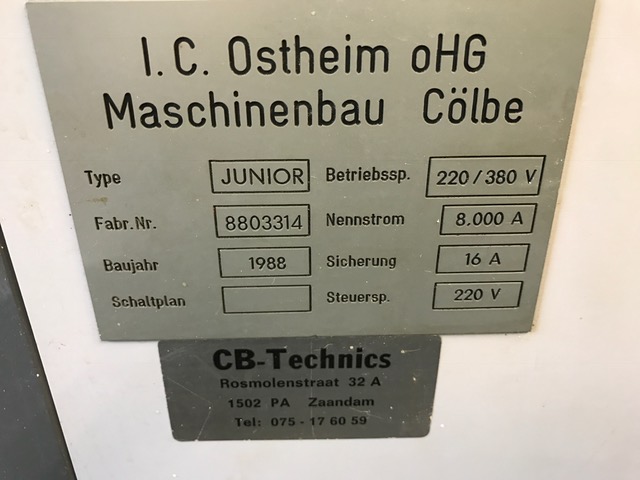 I.C. Ostheim oHG
Maschinenbau Cölbe
Type JUNIOR Betriebssp. 220/380 V
Fabr.Nr. 8803314 Nennstrom 8.000 A
Baujahr 1988 Sicherung 16 A
Schaltplan Steuersp. 220 V
CB-Technics
Rosmolenstraat 32 A
1502 PA Zaandam
Tel: 075-17 60 59